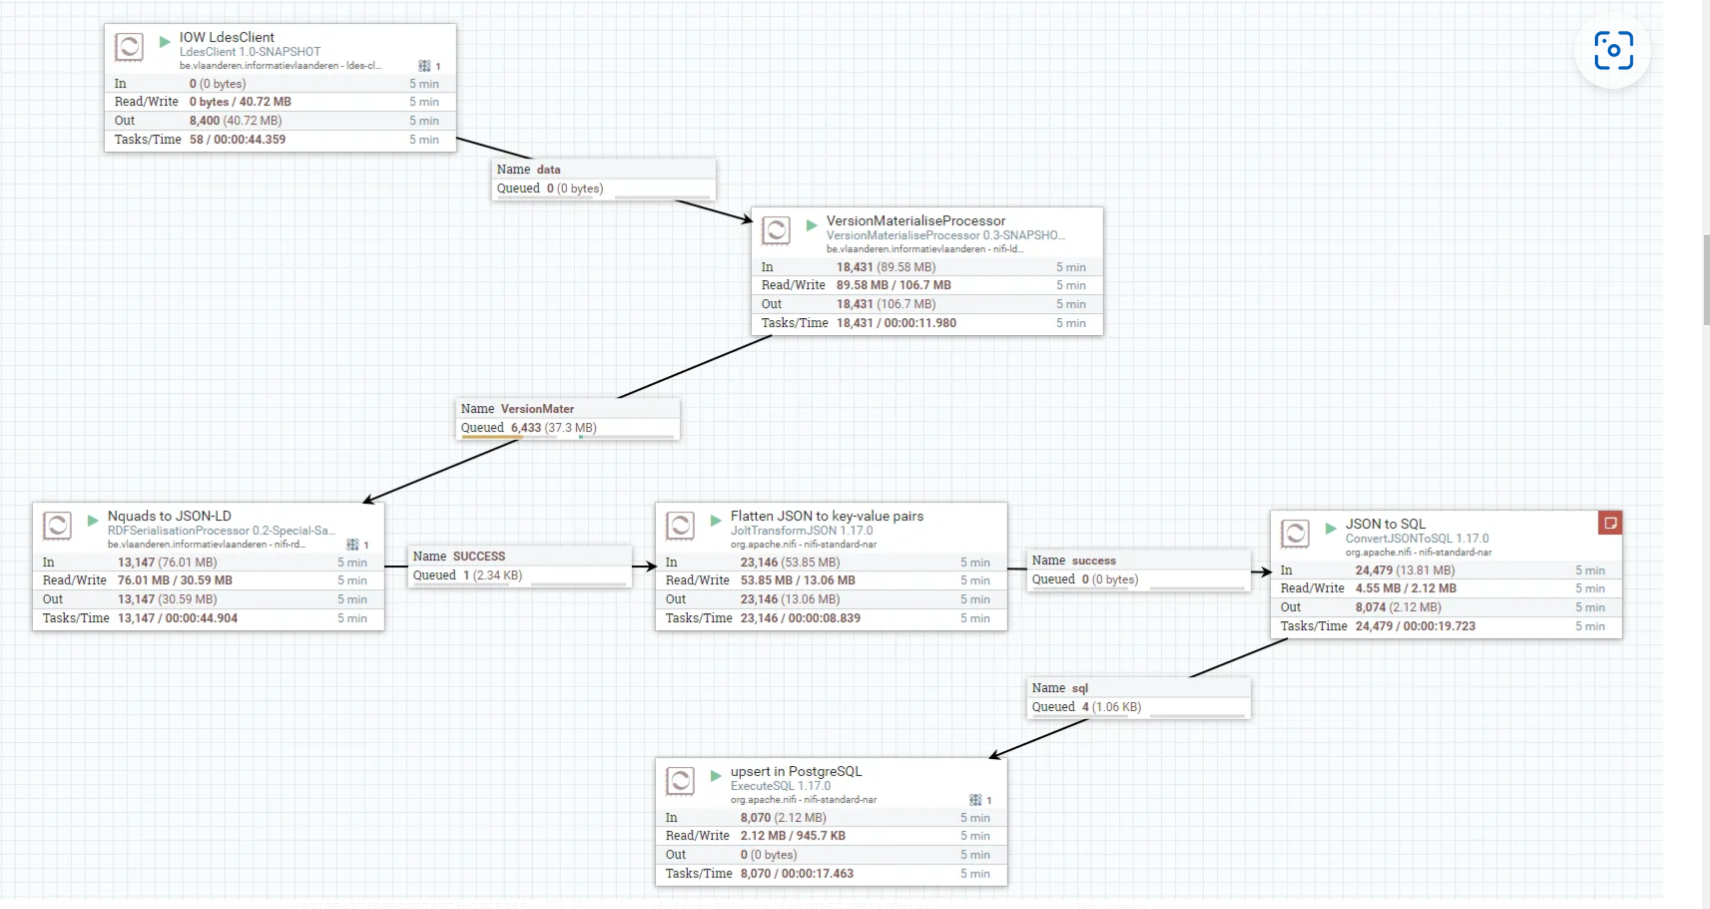 IOW LdesClient
LdesClient 1.0-SNAPSHOT
be.vlaanderen.informatievlaanderen - ldes-cl...
1
In 0 (0 bytes) 5 min
Read/Write 0 bytes / 40.72 MB 5 min
Out 8,400 (40.72 MB) 5 min
Tasks/Time 58 / 00:00:44.359 5 min
Name data
Queued 0 (0 bytes)
VersionMaterialiseProcessor
VersionMaterialiseProcessor 0.3-SNAPSHO...
be.vlaanderen.informatievlaanderen - nifi-ld...
In 18,431 (89.58 MB) 5 min
Read/Write 89.58 MB / 106.7 MB 5 min
Out 18,431 (106.7 MB) 5 min
Tasks/Time 18,431 / 00:00:11.980 5 min
Name VersionMater
Queued 6,433 (37.3 MB)
Nquads to JSON-LD
RDFSerialisationProcessor 0.2-Special-Sa...
be.vlaanderen.informatievlaanderen - nifi-rd...
1
In 13,147 (76.01 MB) 5 min
Read/Write 76.01 MB / 30.59 MB 5 min
Out 13,147 (30.59 MB) 5 min
Tasks/Time 13,147 / 00:00:44.904 5 min
Name SUCCESS
Queued 1 (2.34 KB)
Flatten JSON to key-value pairs
JoltTransformJSON 1.17.0
org.apache.nifi - nifi-standard-nar
In 23,146 (53.85 MB) 5 min
Read/Write 53.85 MB / 13.06 MB 5 min
Out 23,146 (13.06 MB) 5 min
Tasks/Time 23,146 / 00:00:08.839 5 min
Name success
Queued 0 (0 bytes)
JSON to SQL
ConvertJSONToSQL 1.17.0
org.apache.nifi - nifi-standard-nar
In 24,479 (13.81 MB) 5 min
Read/Write 4.55 MB / 2.12 MB 5 min
Out 8,074 (2.12 MB) 5 min
Tasks/Time 24,479 / 00:00:19.723 5 min
Name sql
Queued 4 (1.06 KB)
upsert in PostgreSQL
ExecuteSQL 1.17.0
org.apache.nifi - nifi-standard-nar
1
In 8,070 (2.12 MB) 5 min
Read/Write 2.12 MB / 945.7 KB 5 min
Out 0 (0 bytes) 5 min
Tasks/Time 8,070 / 00:00:17.463 5 min